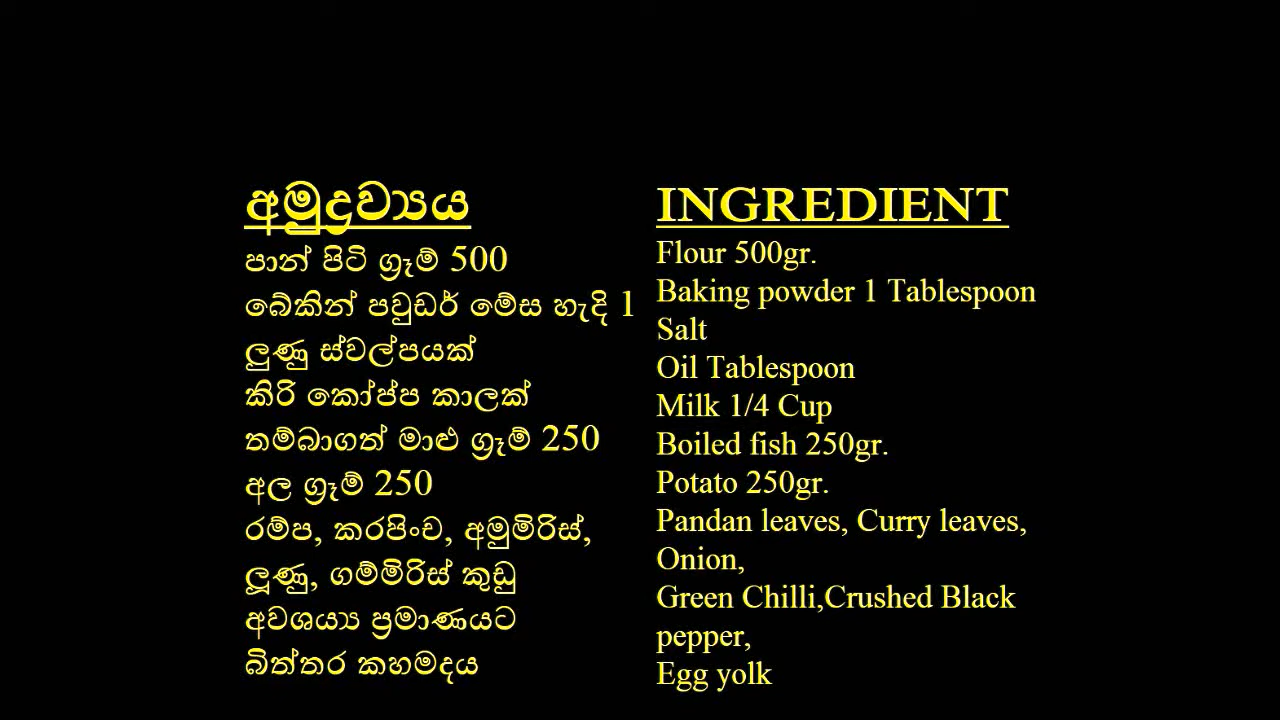 අමුද්‍රව්‍යය
පාන් පිටි ග්‍රෑම් 500
බේකින් පවුඩර් මේස හැදි 1
ලුණු ස්වල්පයක්
කිරි කෝප්ප කාලක්
තම්බාගත් මාළු ග්‍රෑම් 250
අල ග්‍රෑම් 250
රම්ප, කරපිංච, අමුමිරිස්,
ලූණු, ගම්මිරිස් කුඩු
අවශය්‍ය ප්‍රමාණයට
බිත්තර කහමදය
INGREDIENT
Flour 500gr.
Baking powder 1 Tablespoon
Salt
Oil Tablespoon
Milk 1/4 Cup
Boiled fish 250gr.
Potato 250gr.
Pandan leaves, Curry leaves,
Onion,
Green Chilli,Crushed Black
pepper,
Egg yolk